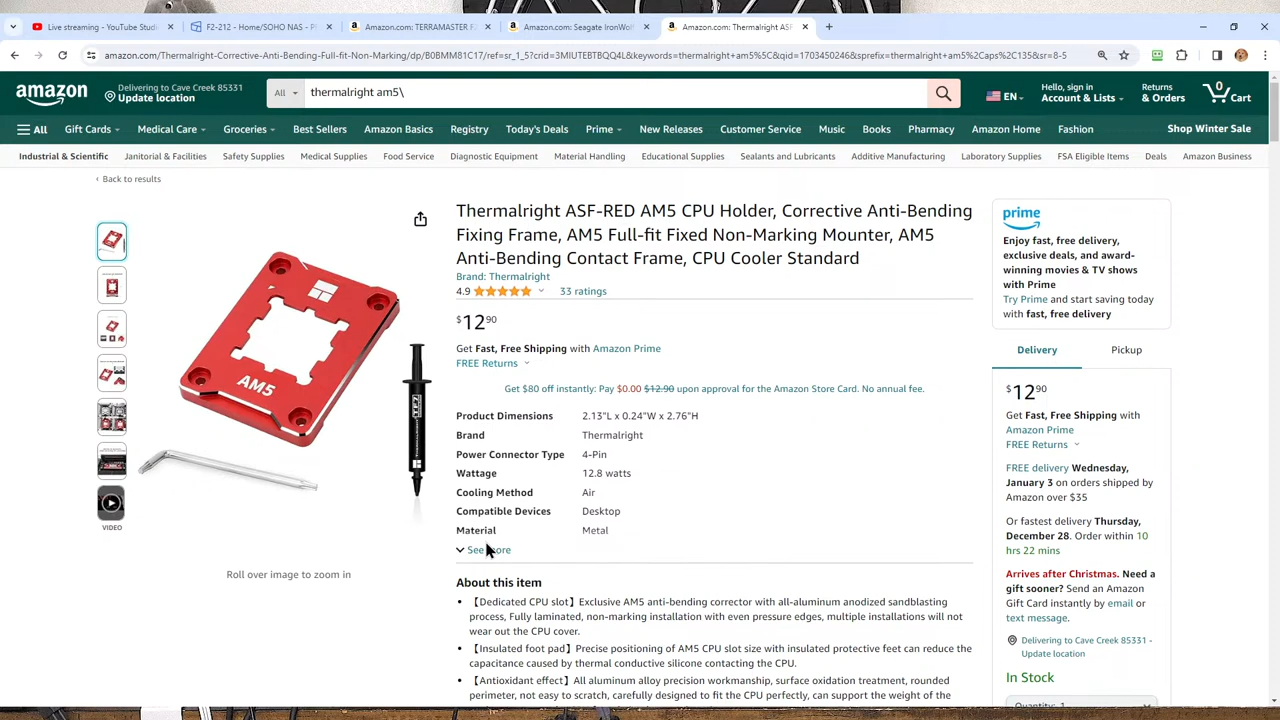 Live streaming - YouTube Studi
F2-212 - Home/SOHO NAS - P
Amazon.com: TERRAMASTER F
Amazon.com: Seagate IronWolf
Amazon.com: Thermalright ASF
amazon.com/Thermalright-Corrective-Anti-Bending-Full-fit-Non-Marking/dp/B0BMM81C17/ref=sr_1_5?crid=3MIUTEBTBQQ4L&keywords=thermalright+am5%5C&qid=1703450246&sprefix=thermalright+am5%2Caps%2C135&sr=8-5
amazon
Delivering to Cave Creek 85331
Update location
All
thermalright am5\
EN
Hello, sign in
Account & Lists
Returns
& Orders
0
Cart
All
Gift Cards
Medical Care
Groceries
Best Sellers
Amazon Basics
Registry
Today's Deals
Prime
New Releases
Customer Service
Music
Books
Pharmacy
Amazon Home
Fashion
Shop Winter Sale
Industrial & Scientific
Janitorial & Facilities
Safety Supplies
Medical Supplies
Food Service
Diagnostic Equipment
Material Handling
Educational Supplies
Sealants and Lubricants
Additive Manufacturing
Laboratory Supplies
FSA Eligible Items
Deals
Amazon Business
‹ Back to results
AM5
VIDEO
Roll over image to zoom in
Thermalright ASF-RED AM5 CPU Holder, Corrective Anti-Bending
Fixing Frame, AM5 Full-fit Fixed Non-Marking Mounter, AM5
Anti-Bending Contact Frame, CPU Cooler Standard
Brand: Thermalright
4.9
33 ratings
$12 90
Get Fast, Free Shipping with Amazon Prime
FREE Returns
Get $80 off instantly: Pay $0.00 $12.90 upon approval for the Amazon Store Card. No annual fee.
Product Dimensions 2.13"L x 0.24"W x 2.76"H
Brand Thermalright
Power Connector Type 4-Pin
Wattage 12.8 watts
Cooling Method Air
Compatible Devices Desktop
Material Metal
See more
About this item
• 【Dedicated CPU slot】Exclusive AM5 anti-bending corrector with all-aluminum anodized sandblasting
process, Fully laminated, non-marking installation with even pressure edges, multiple installations will not
wear out the CPU cover.
• 【Insulated foot pad】Precise positioning of AM5 CPU slot size with insulated protective feet can reduce the
capacitance caused by thermal conductive silicone contacting the CPU.
• 【Antioxidant effect】All aluminum alloy precision workmanship, surface oxidation treatment, rounded
perimeter, not easy to scratch, carefully designed to fit the CPU perfectly, can support the weight of the
prime
Enjoy fast, free delivery,
exclusive deals, and award-
winning movies & TV shows
with Prime
Try Prime and start saving today
with fast, free delivery
Delivery
Pickup
$12 90
Get Fast, Free Shipping with
Amazon Prime
FREE Returns
FREE delivery Wednesday,
January 3 on orders shipped by
Amazon over $35
Or fastest delivery Thursday,
December 28. Order within 10
hrs 22 mins
Arrives after Christmas. Need a
gift sooner? Send an Amazon
Gift Card instantly by email or
text message.
Delivering to Cave Creek 85331 -
Update location
In Stock
Quantity: 1